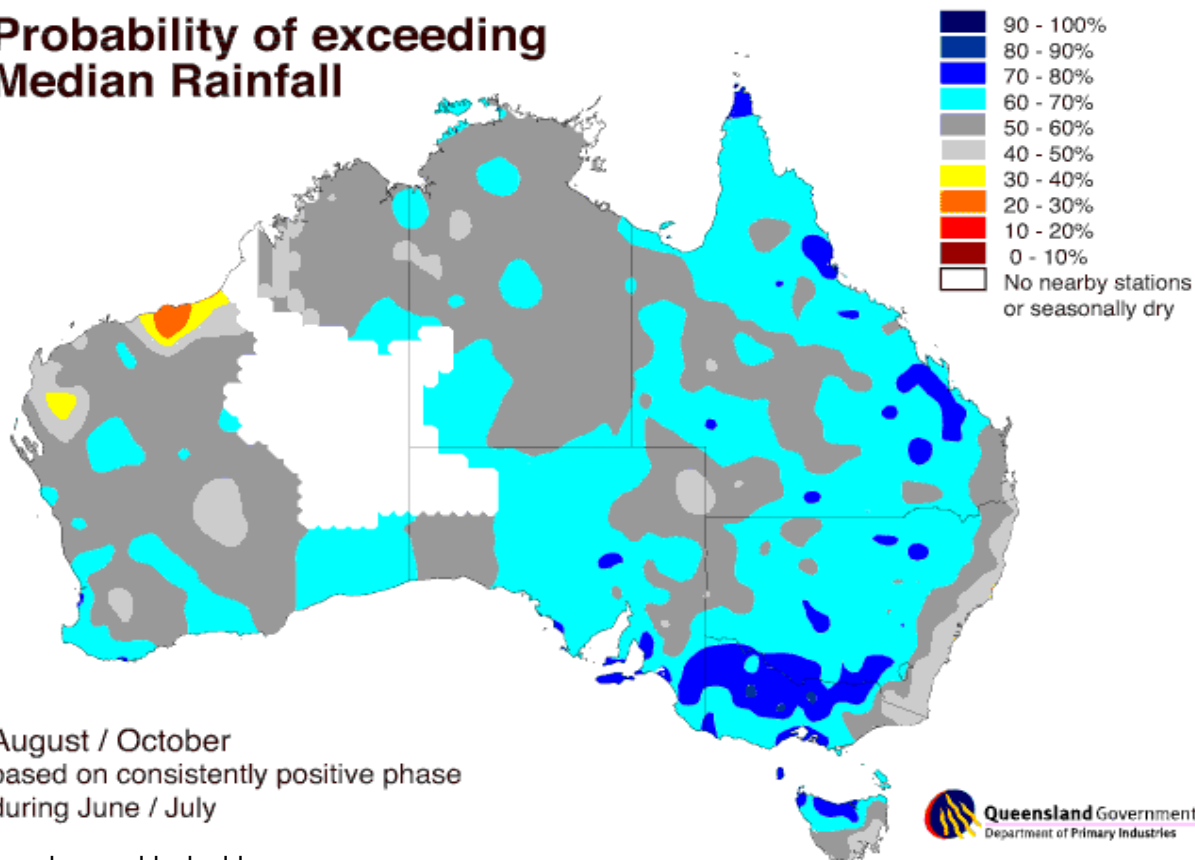 Probability of exceeding
Median Rainfall
90 - 100%
80 - 90%
70 - 80%
60 - 70%
50 - 60%
40 - 50%
30 - 40%
20 - 30%
10 - 20%
0 - 10%
No nearby stations
or seasonally dry
August / October
based on consistently positive phase
during June / July
Queensland Government
Department of Primary Industries